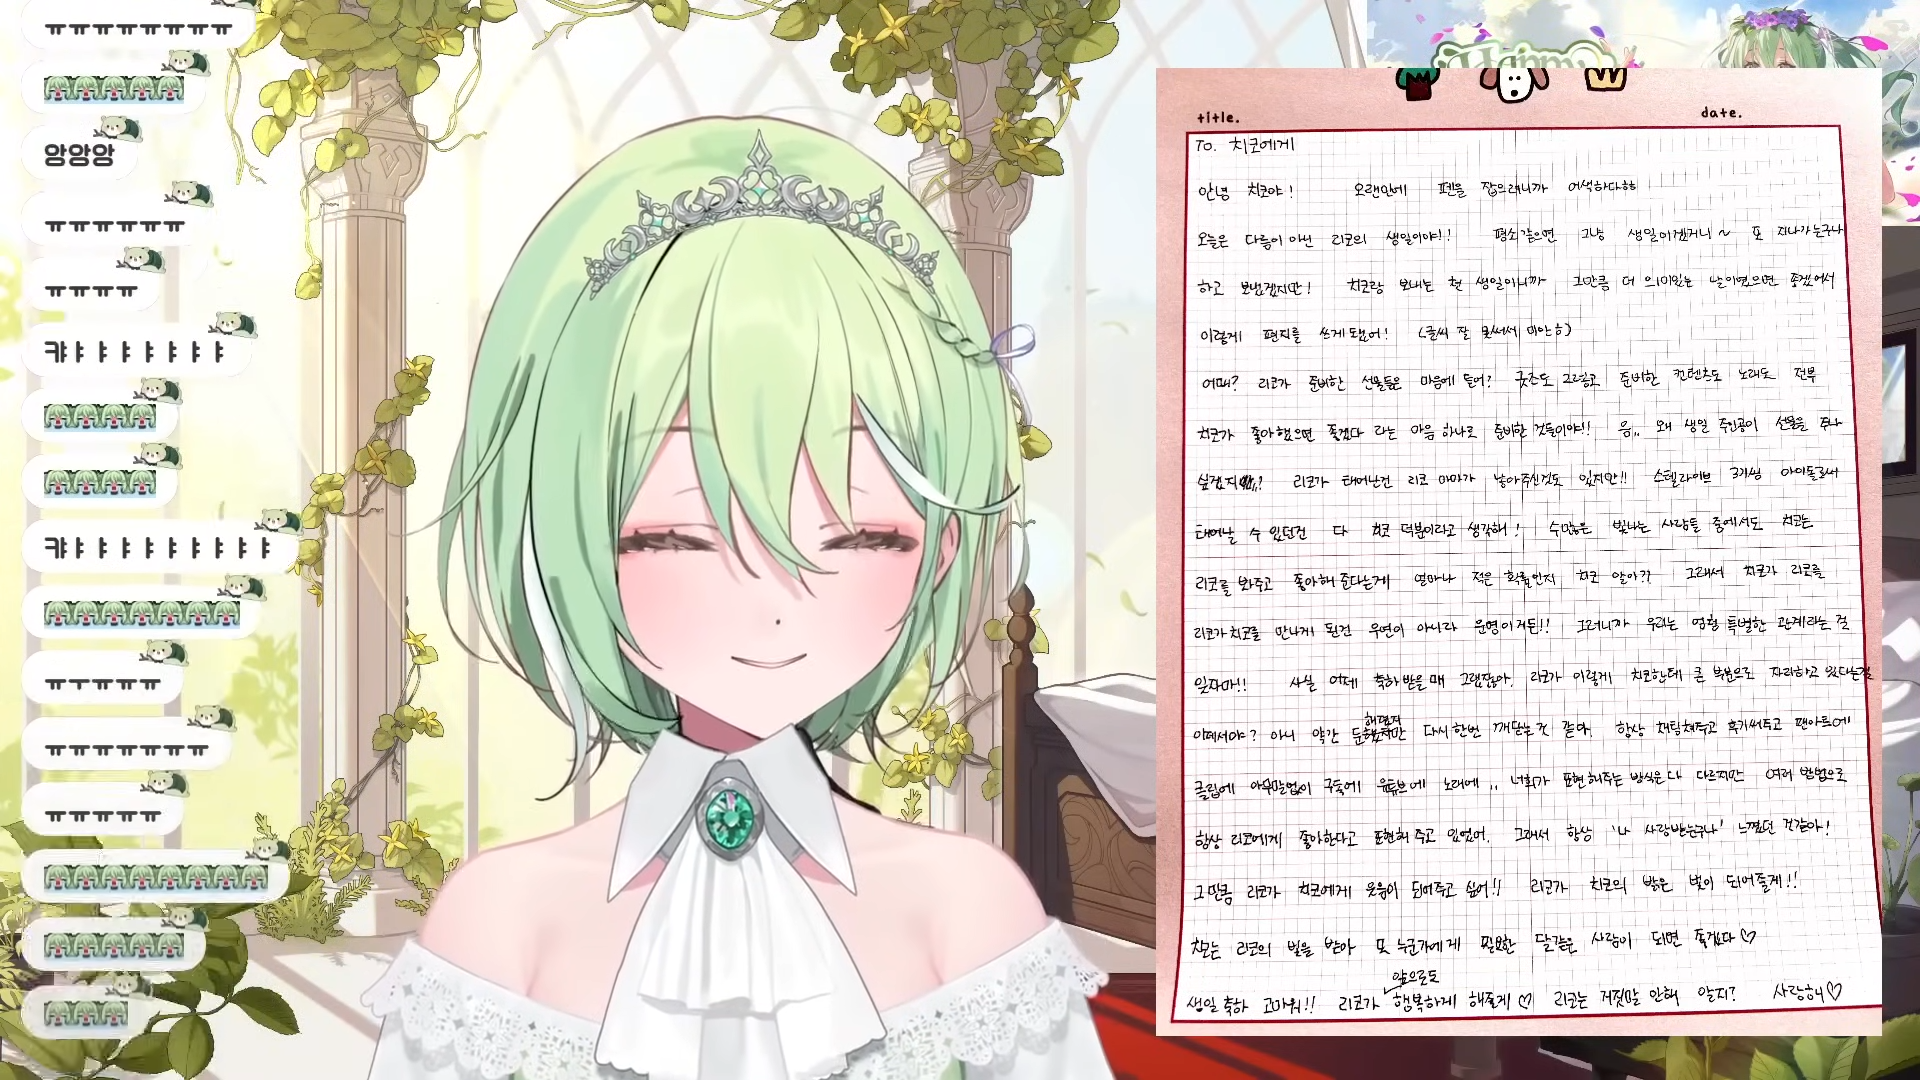 ㅠㅠㅠㅠㅠㅠㅠㅠ
앙앙앙
ㅠㅠㅠㅠㅠㅠ
ㅠㅠㅠㅠ
캬ㅑㅑㅑㅑㅑㅑ
캬ㅑㅑㅑㅑㅑㅑㅑㅑ
ㅠㅜㅠㅠㅠ
ㅠㅠㅠㅠㅠㅠㅠ
ㅠㅠㅠㅠㅠ
title.
date.
To. 치코에게
안녕 치코야! 오랜만에 펜을 잡으려니까 어색하다ㅎㅎ
오늘은 다름이 아닌 리코의 생일이야!! 평소같으면 그냥 생일이겠거니~ 또 지나가는구나
하고 보냈겠지만! 치코랑 보내는 첫 생일이니까 그만큼 더 의미있는 날이였으면 좋겠어서
이렇게 편지를 쓰게됐어! (글씨 잘 못써서 미안ㅎ)
어때? 리코가 준비한 선물들은 마음에 들어? 굿즈도 그렇고 준비한 컨텐츠도 노래도 전부
치코가 좋아했으면 좋겠다 라는 마음 하나로 준비한 것들이야!! 음,, 왜 생일 주인공이 선물을 주나
싶겠지 리코가 태어난건 리코 마마가 낳아주신것도 있지만!! 스텔라이브 3기생 아이돌로써
태어날 수 있던건 다 치코 덕분이라고 생각해! 수많은 빛나는 사람들 중에서도 치코는
리코를 봐주고 좋아해 준다는게 얼마나 적은 확률인지 치코 알아?? 그래서 치코가 리코를
리코가 치코를 만나게 된건 우연이 아니라 운명이거든!! 그러니까 우리는 엄청 특별한 관계라는 걸
잊지마!! 사실 어제 축하받을때 그랬잖아. 리코가 이렇게 치코한테 큰 부분으로 자리하고 있다는걸
이제서야? 아니 약간 둔해졌지만 다시한번 깨닫는것 같아. 항상 채팅쳐주고 후기써주고 팬아트에
클립에 아무말없이 구독에 유튜브에 노래에,, 너희가 표현해주는 방식은 다 다르지만 여러 방법으로
항상 리코에게 좋아한다고 표현해 주고 있었어. 그래서 항상 '나 사랑받는구나' 느꼈던 것같아!
그만큼 리코가 치코에게 웃음이 되어주고 싶어!! 리코가 치코의 밝은 빛이 되어줄게!!
치코는 리코의 빛을 받아 또 누군가에게 필요한 달같은 사람이 되면 좋겠다♡
생일 축하 고마워!! 리코가 앞으로도 행복하게 해줄게♡ 리코는 거짓말 안해 알지? 사랑해♡